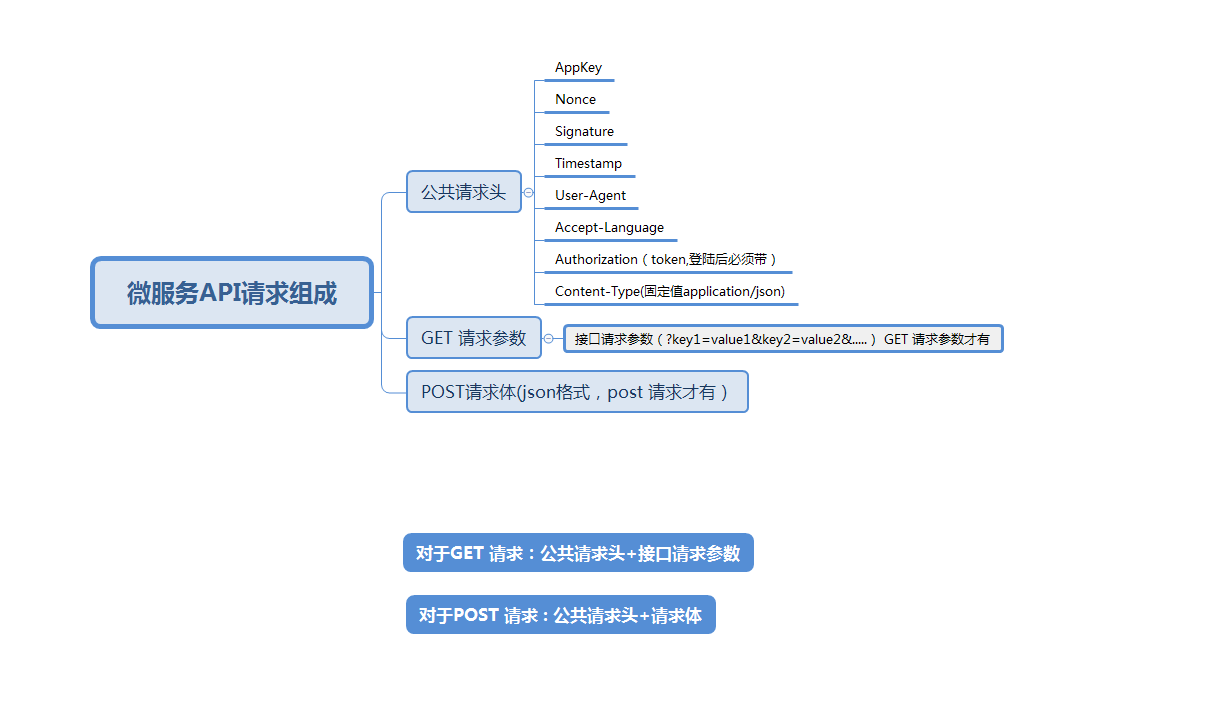 AppKey
Nonce
Signature
Timestamp
公共请求头
User-Agent
Accept-Language
Authorization（token,登陆后必须带）
Content-Type(固定值application/json)
微服务API请求组成
GET 请求参数
接口请求参数（?key1=value1&key2=value2&.....） GET 请求参数才有
POST请求体(json格式，post 请求才有）
对于GET 请求：公共请求头+接口请求参数
对于POST 请求：公共请求头+请求体